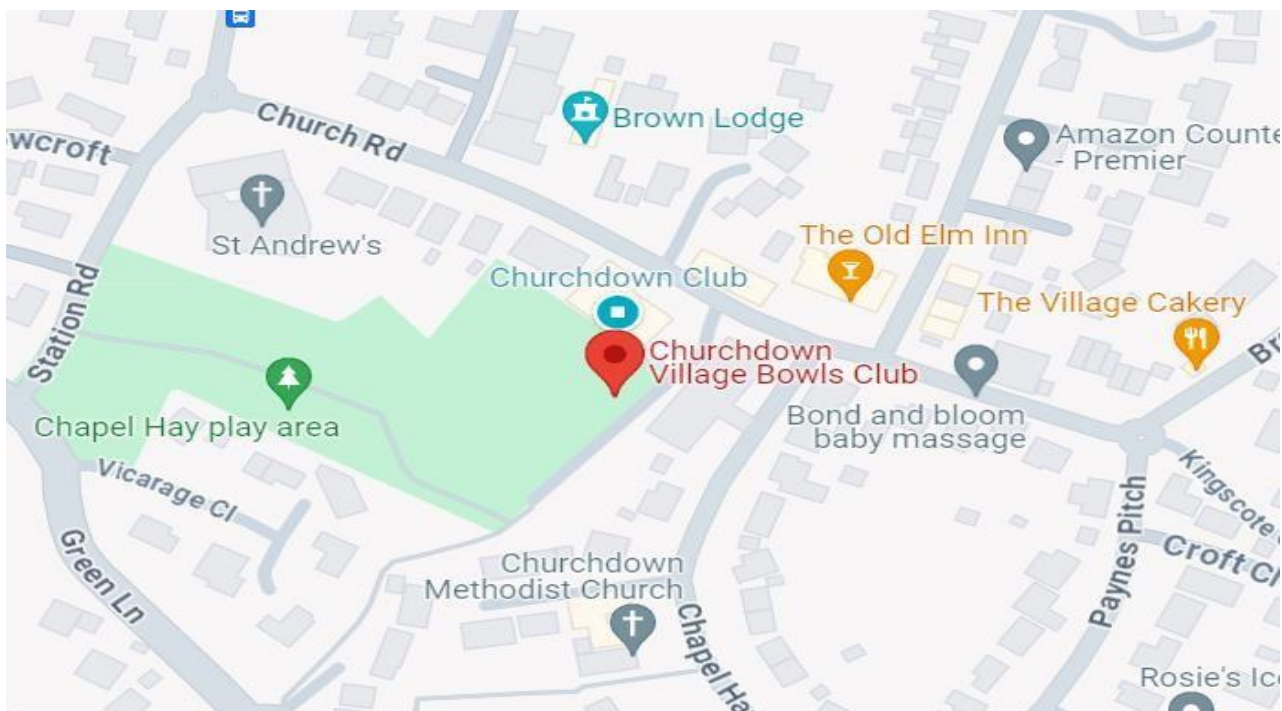 Church Rd
Brown Lodge
Amazon Counte
- Premier
wcroft
St Andrew's
The Old Elm Inn
Churchdown Club
Station Rd
The Village Cakery
Churchdown
Village Bowls Club
Br
Chapel Hay play area
Bond and bloom
baby massage
Vicarage Cl
Kingscote
Paynes Pitch
Croft Cl
Green Ln
Churchdown
Methodist Church
Chapel Ha
Rosie's Ice